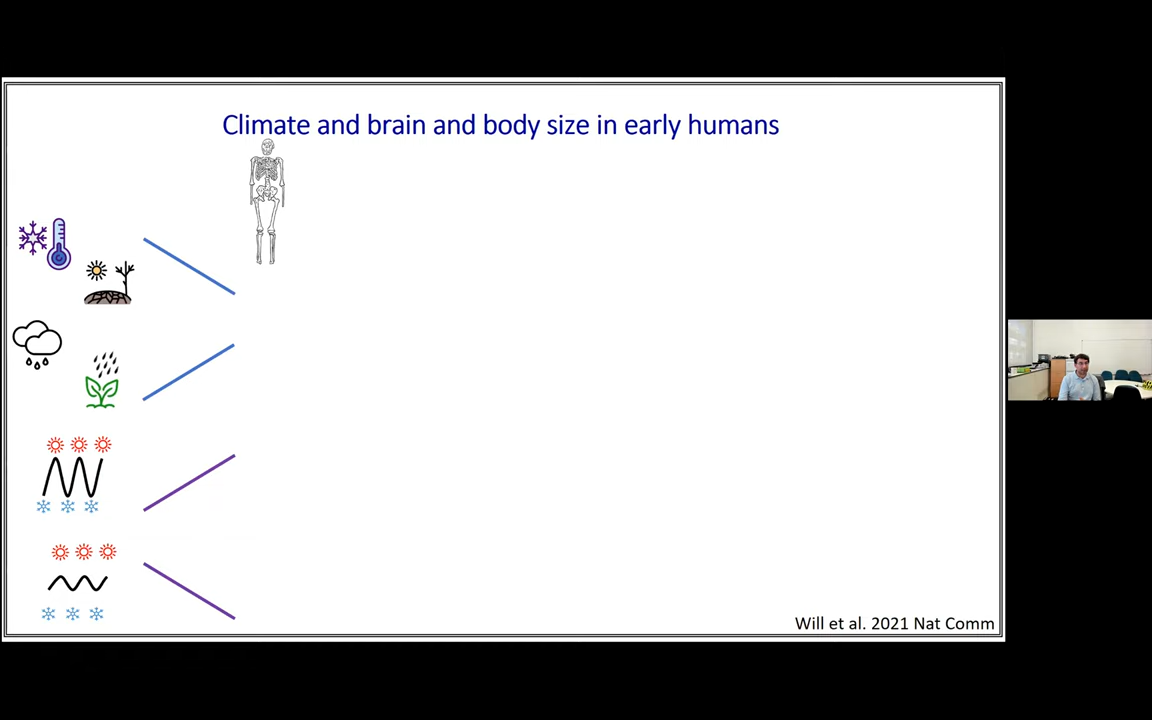 Climate and brain and body size in early humans
Will et al. 2021 Nat Comm